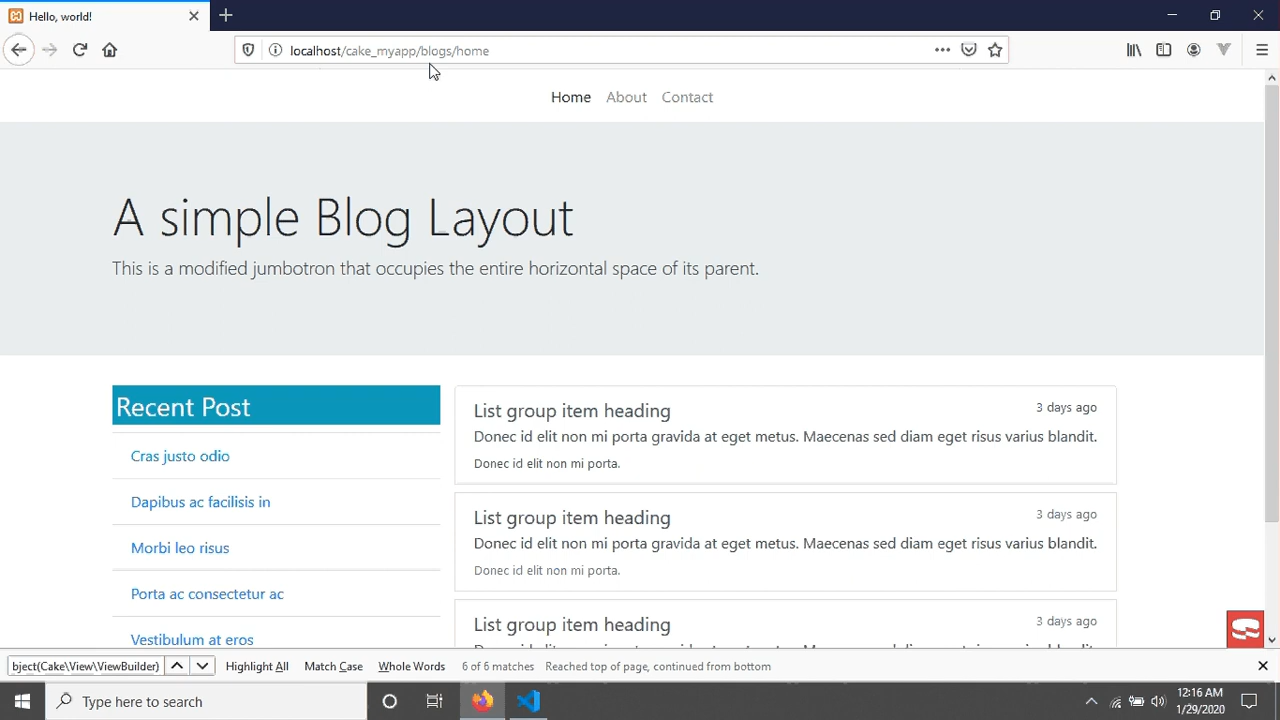 Hello, world!
localhost/cake_myapp/blogs/home
Home About Contact
A simple Blog Layout
This is a modified jumbotron that occupies the entire horizontal space of its parent.
Recent Post
Cras justo odio
Dapibus ac facilisis in
Morbi leo risus
Porta ac consectetur ac
Vestibulum at eros
List group item heading 3 days ago
Donec id elit non mi porta gravida at eget metus. Maecenas sed diam eget risus varius blandit.
Donec id elit non mi porta.
List group item heading 3 days ago
Donec id elit non mi porta gravida at eget metus. Maecenas sed diam eget risus varius blandit.
Donec id elit non mi porta.
List group item heading 3 days ago
bject(Cake\View\ViewBuilder) Highlight All Match Case Whole Words 6 of 6 matches Reached top of page, continued from bottom
Type here to search
12:16 AM
1/29/2020